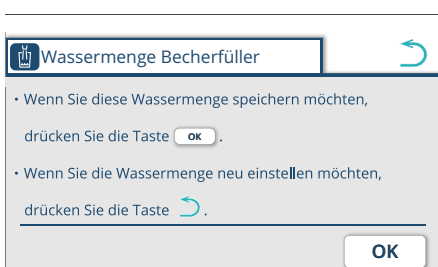 Wassermenge Becherfüller
• Wenn Sie diese Wassermenge speichern möchten,
drücken Sie die Taste OK .
• Wenn Sie die Wassermenge neu einstellen möchten,
drücken Sie die Taste .
OK